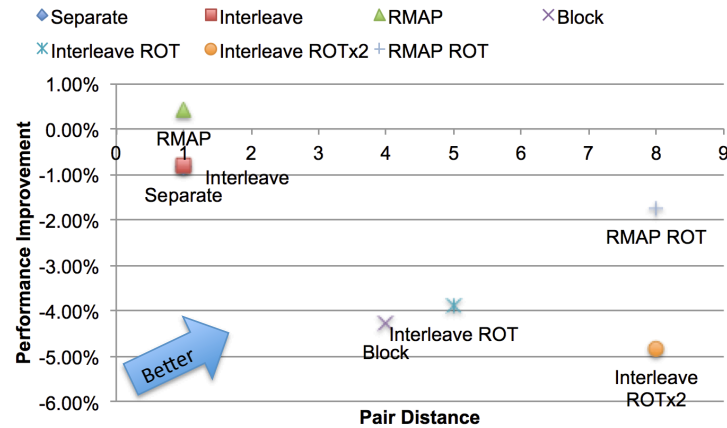 Separate Interleave RMAP Block
Interleave ROT Interleave ROTx2 RMAP ROT
1.00%
0.00%
-1.00%
-2.00%
-3.00%
-4.00%
-5.00%
-6.00%
Performance Improvement
0 1 2 3 4 5 6 7 8 9
RMAP
Interleave
Separate
RMAP ROT
Interleave ROT
Block
Interleave
ROTx2
Better
Pair Distance